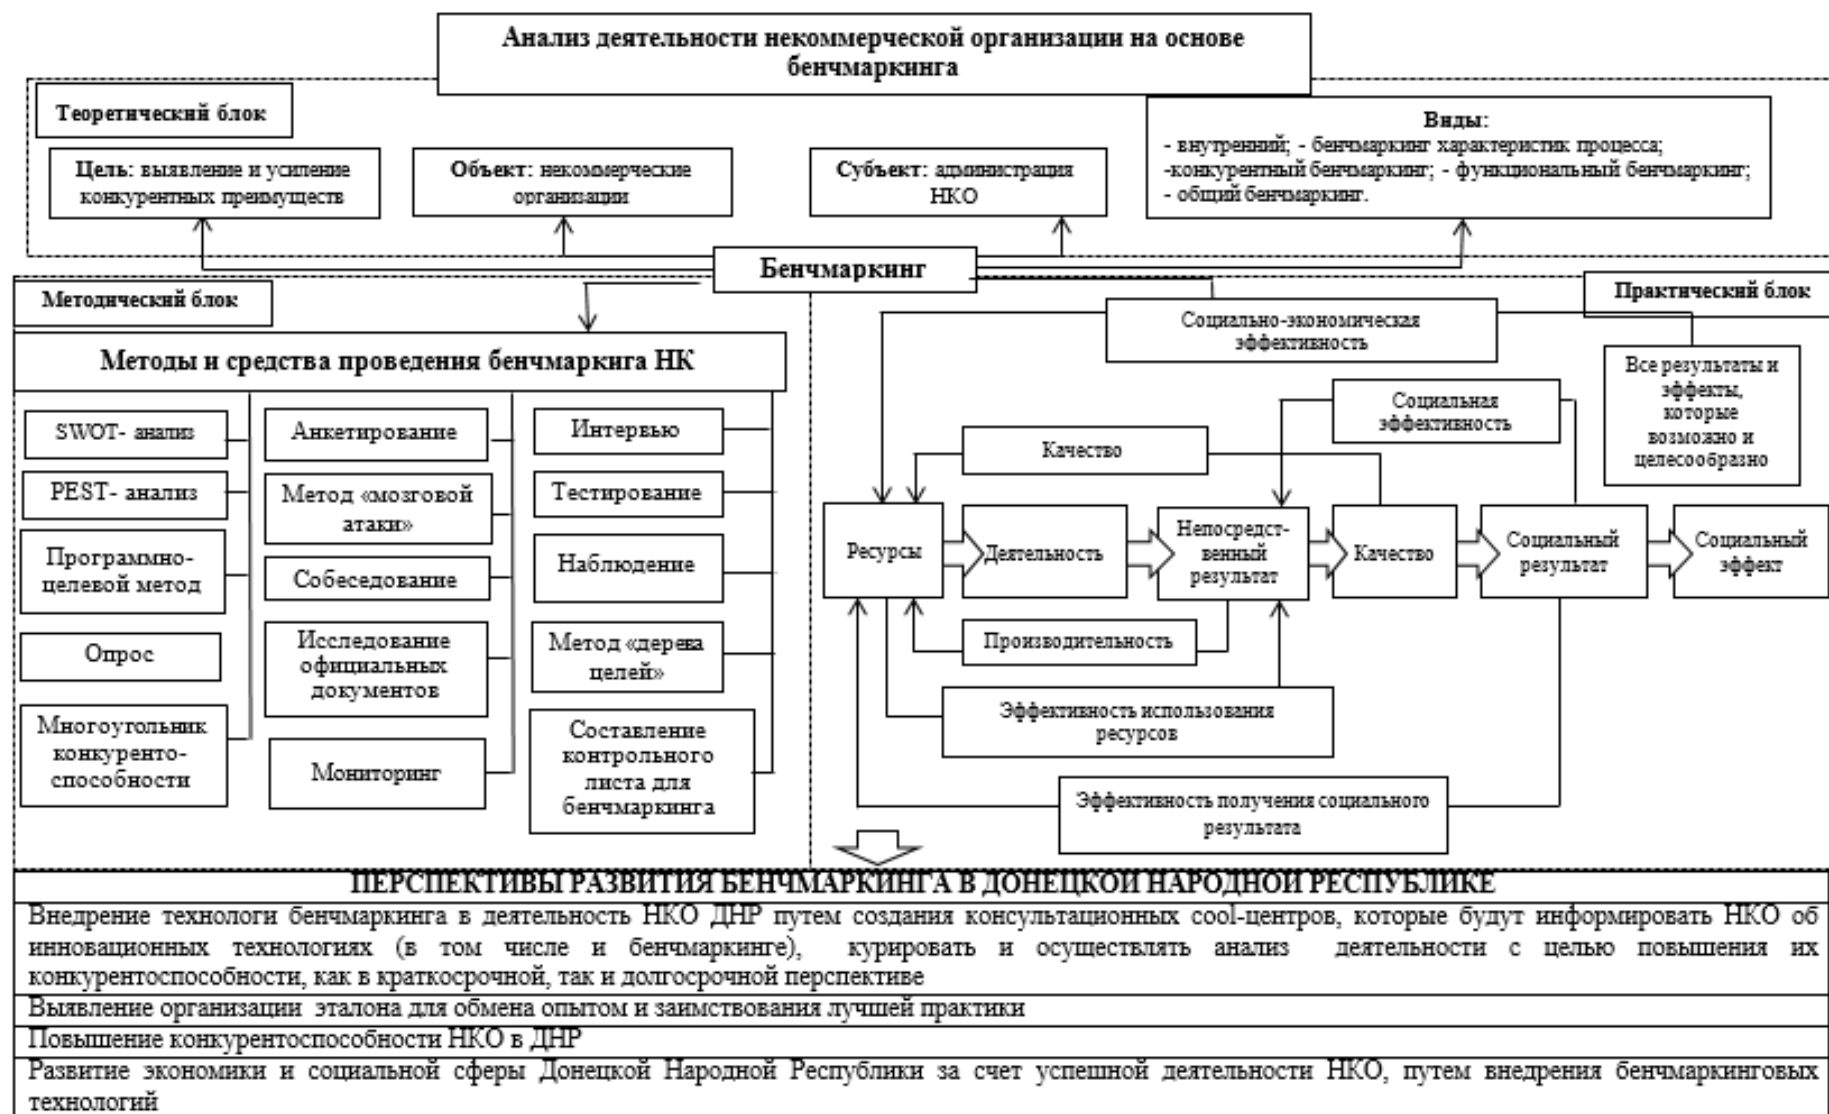 Анализ деятельности некоммерческой организации на основе
бенчмаркинга
Теоретический блок
Цель: выявление и усиление
конкурентных преимуществ
Объект: некоммерческие
организации
Субъект: администрация
НКО
Виды:
- внутренний; - бенчмаркинг характеристик процесса;
-конкурентный бенчмаркинг; - функциональный бенчмаркинг;
- общий бенчмаркинг.
Бенчмаркинг
Методический блок
Методы и средства проведения бенчмаркига НК
SWOT- анализ
PEST- анализ
Программно-
целевой метод
Опрос
Многоугольник
конкуренто-
способности
Анкетирование
Метод «мозговой
атаки»
Собеседование
Исследование
официальных
документов
Мониторинг
Интервью
Тестирование
Наблюдение
Метод «дерева
целей»
Составление
контрольного
листа для
бенчмаркинга
Практический блок
Социально-экономическая
эффективность
Все результаты и
эффекты,
которые
возможно и
целесообразно
Социальная
эффективность
Качество
Ресурсы
Деятельность
Непосредст-
венный
результат
Качество
Социальный
результат
Социальный
эффект
Производительность
Эффективность использования
ресурсов
Эффективность получения социального
результата
ПЕРСПЕКТИВЫ РАЗВИТИЯ БЕНЧМАРКИНГА В ДОНЕЦКОЙ НАРОДНОЙ РЕСПУБЛИКЕ
Внедрение технологи бенчмаркинга в деятельность НКО ДНР путем создания консультационных cool-центров, которые будут информировать НКО об
инновационных технологиях (в том числе и бенчмаркинге), курировать и осуществлять анализ деятельности с целью повышения их
конкурентоспособности, как в краткосрочной, так и долгосрочной перспективе
Выявление организации эталона для обмена опытом и заимствования лучшей практики
Повышение конкурентоспособности НКО в ДНР
Развитие экономики и социальной сферы Донецкой Народной Республики за счет успешной деятельности НКО, путем внедрения бенчмаркинговых
технологий